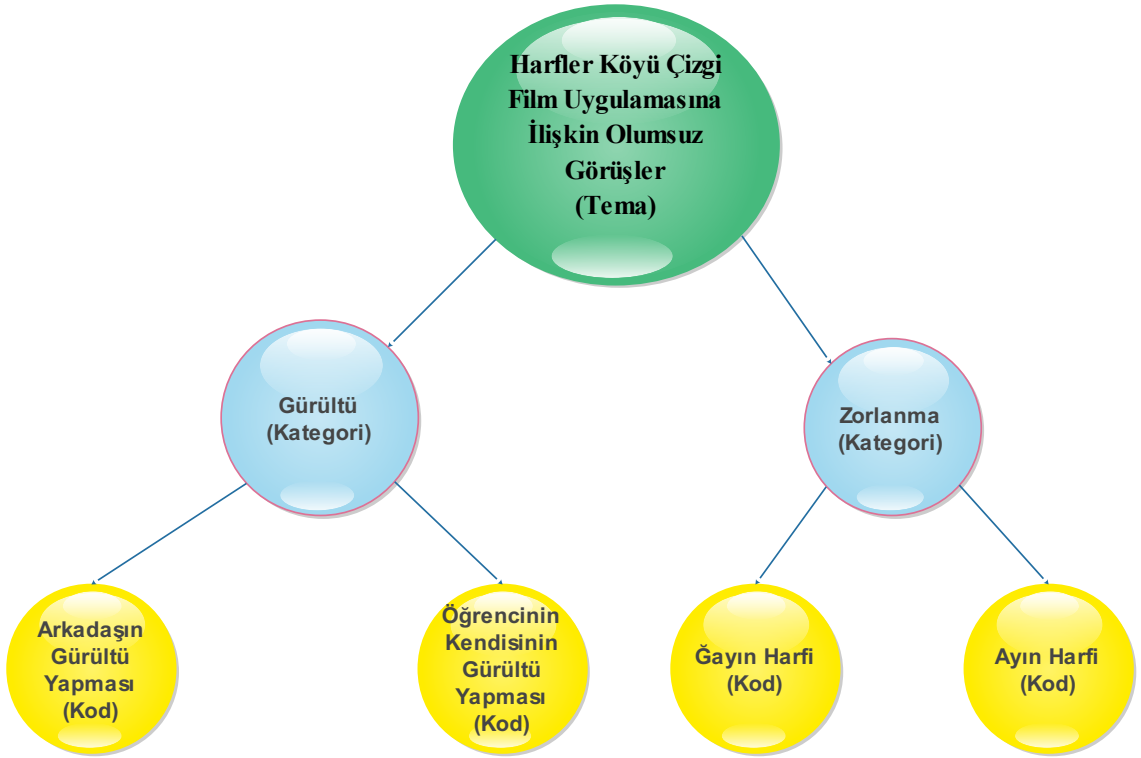 Harfler Köyü Çizgi
Film Uygulamasına
İlişkin Olumsuz
Görüşler
(Tema)
Gürültü
(Kategori)
Zorlanma
(Kategori)
Arkadaşın
Gürültü
Yapması
(Kod)
Öğrencinin
Kendisinin
Gürültü
Yapması
(Kod)
Ğayın Harfi
(Kod)
Ayın Harfi
(Kod)